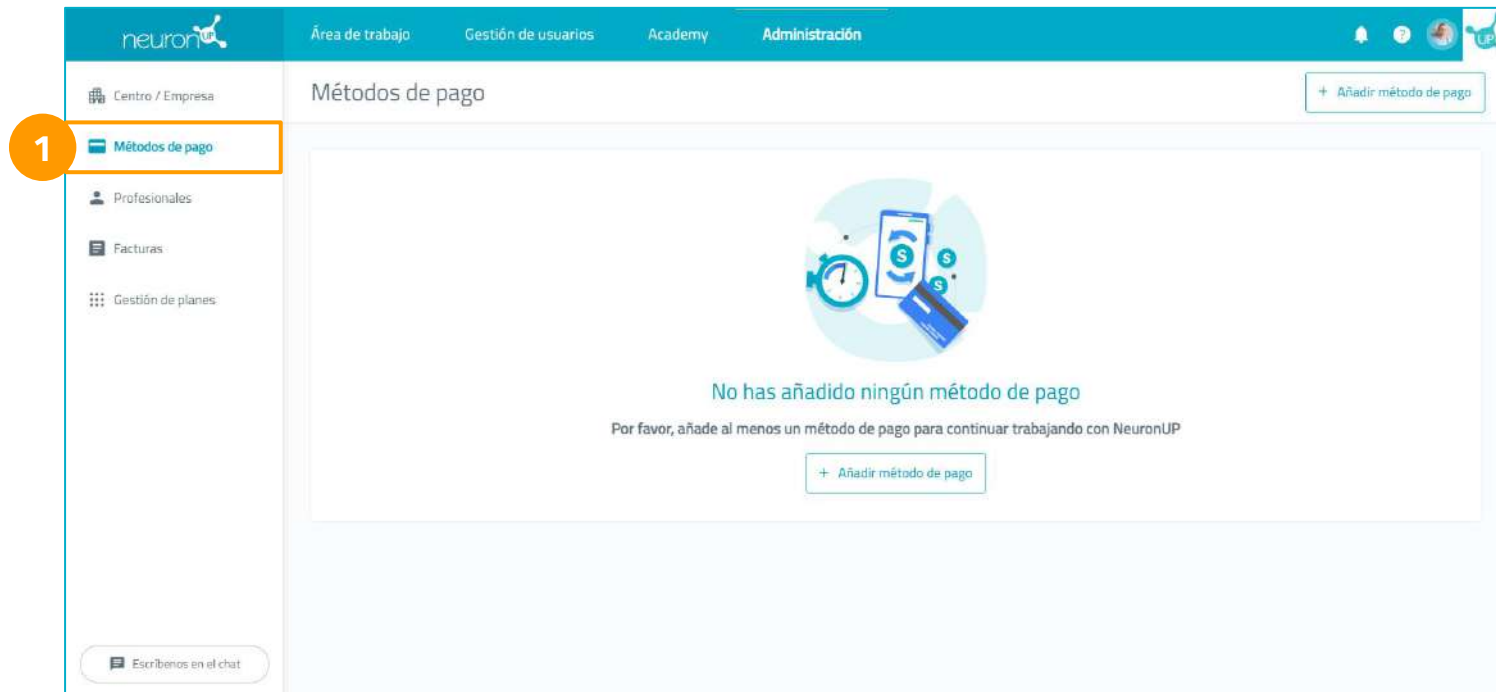 neuronUP
Área de trabajo
Gestión de usuarios
Academy
Administración
?
UP
Centro / Empresa
Métodos de pago
+ Añadir método de pago
1
Métodos de pago
Profesionales
Facturas
Gestión de planes
S
S
S
S
No has añadido ningún método de pago
Por favor, añade al menos un método de pago para continuar trabajando con NeuronUP
+ Añadir método de pago
Escríbenos en el chat